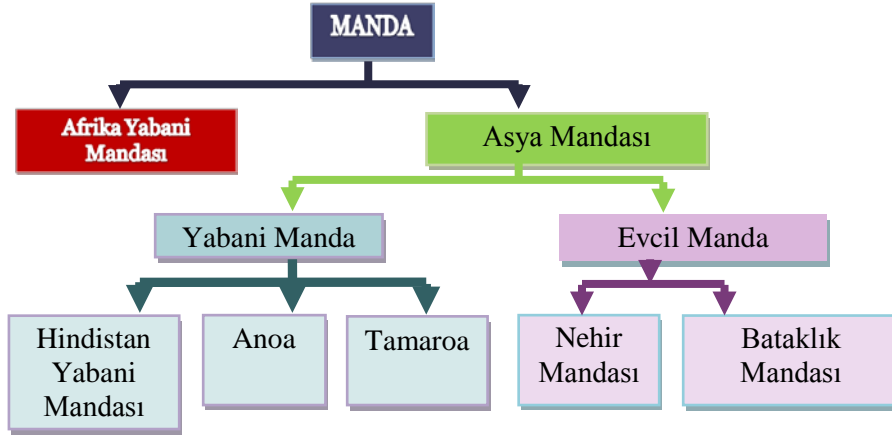 MANDA
Afrika Yabani
Mandası
Asya Mandası
Yabani Manda
Evcil Manda
Hindistan
Yabani
Mandası
Anoa
Tamaroa
Nehir
Mandası
Bataklık
Mandası